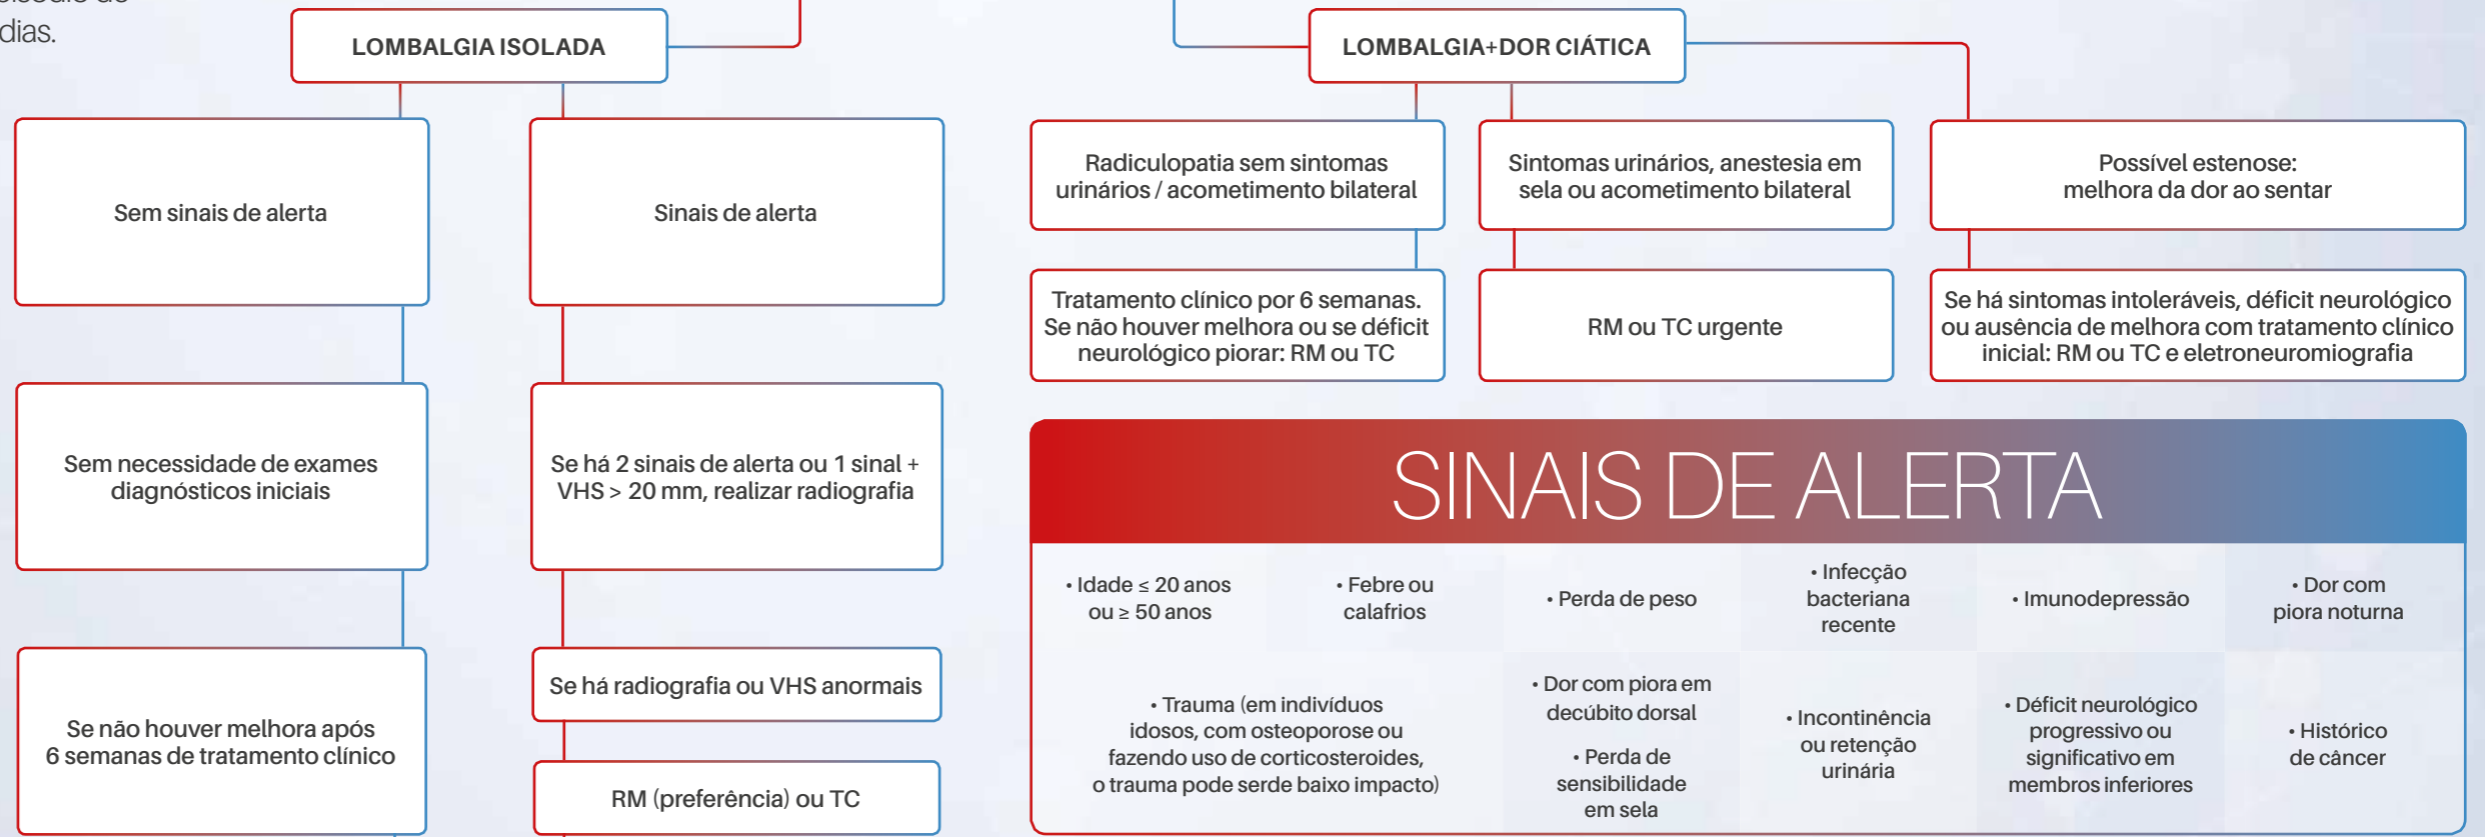 dias.
LOMBALGIA ISOLADA
Sem sinais de alerta
Sem necessidade de exames
diagnósticos iniciais
Se não houver melhora após
6 semanas de tratamento clínico
Sinais de alerta
Se há 2 sinais de alerta ou 1 sinal +
VHS > 20 mm, realizar radiografia
Se há radiografia ou VHS anormais
RM (preferência) ou TC
LOMBALGIA+DOR CIÁTICA
Radiculopatia sem sintomas
urinários / acometimento bilateral
Tratamento clínico por 6 semanas.
Se não houver melhora ou se déficit
neurológico piorar: RM ou TC
Sintomas urinários, anestesia em
sela ou acometimento bilateral
RM ou TC urgente
Possível estenose:
melhora da dor ao sentar
Se há sintomas intoleráveis, déficit neurológico
ou ausência de melhora com tratamento clínico
inicial: RM ou TC e eletroneuromiografia
SINAIS DE ALERTA
• Idade ≤ 20 anos
ou ≥ 50 anos
• Febre ou
calafrios
• Perda de peso
• Infecção
bacteriana
recente
• Imunodepressão
• Dor com
piora noturna
• Trauma (em indivíduos
idosos, com osteoporose ou
fazendo uso de corticosteroides,
o trauma pode serde baixo impacto)
• Dor com piora em
decúbito dorsal
• Perda de
sensibilidade
em sela
• Incontinência
ou retenção
urinária
• Déficit neurológico
progressivo ou
significativo em
membros inferiores
• Histórico
de câncer